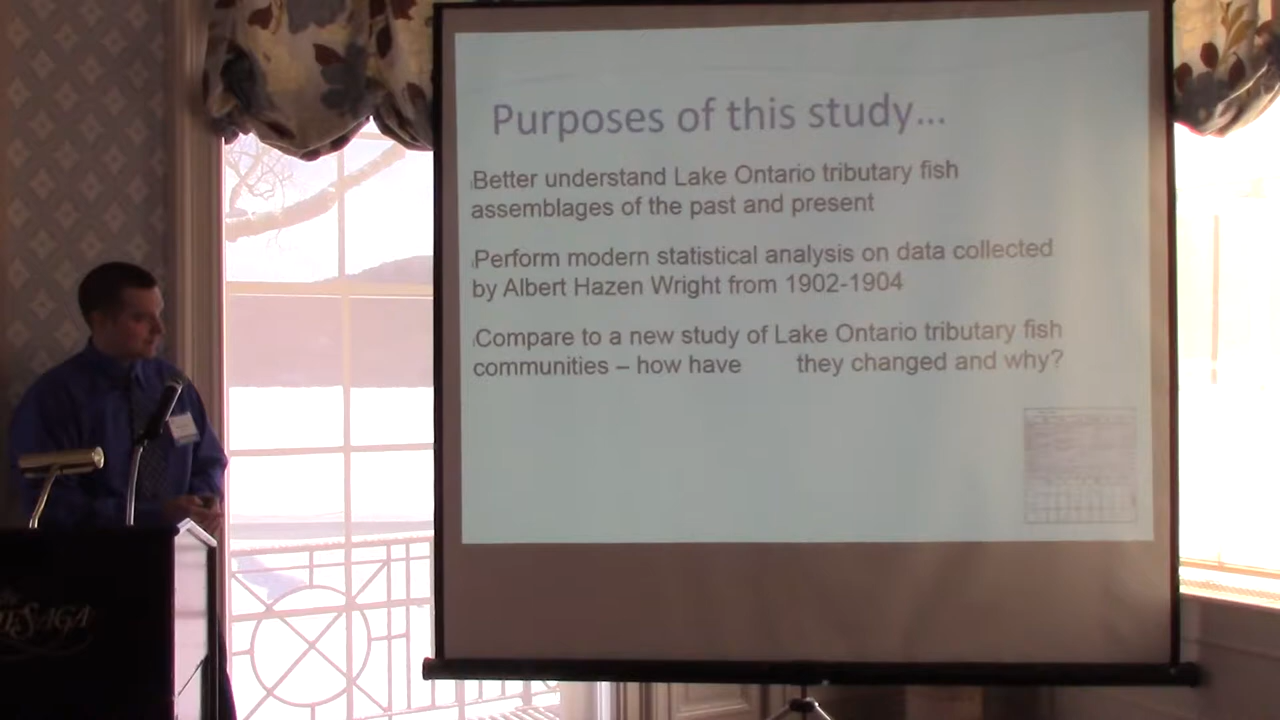 Purposes of this study...
Better understand Lake Ontario tributary fish
assemblages of the past and present
Perform modern statistical analysis on data collected
by Albert Hazen Wright from 1902-1904
Compare to a new study of Lake Ontario tributary fish
communities – how have they changed and why?